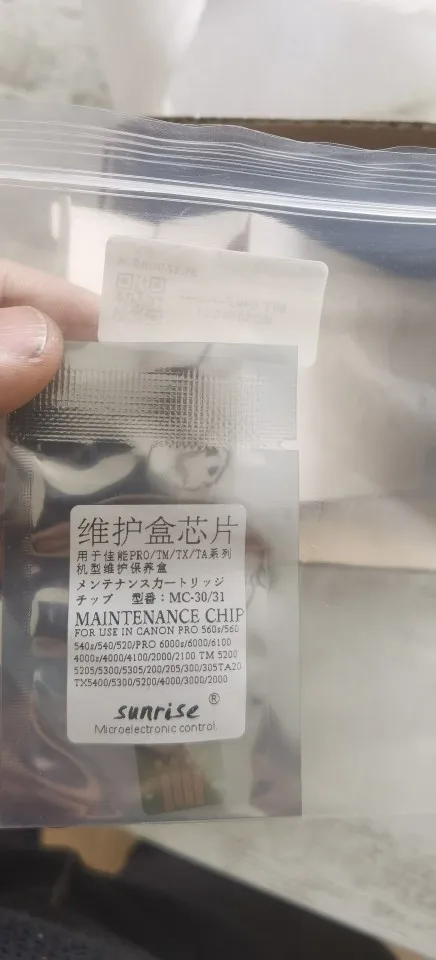 维护盒芯片
用于佳能PRO/TM/TX/TA系列
机型维护保养盒
メンテナンスカートリッジ
チップ 型番：MC-30/31
MAINTENANCE CHIP
FOR USE IN CANON PRO 560s/560
540s/540/520/PRO 6000s/6000/6100
4000s/4000/4100/2000/2100 TM 5200
5205/5300/5305/200/205/300/305TA20
TX5400/5300/5200/4000/3000/2000
sunrise ®
Microelectronic control.